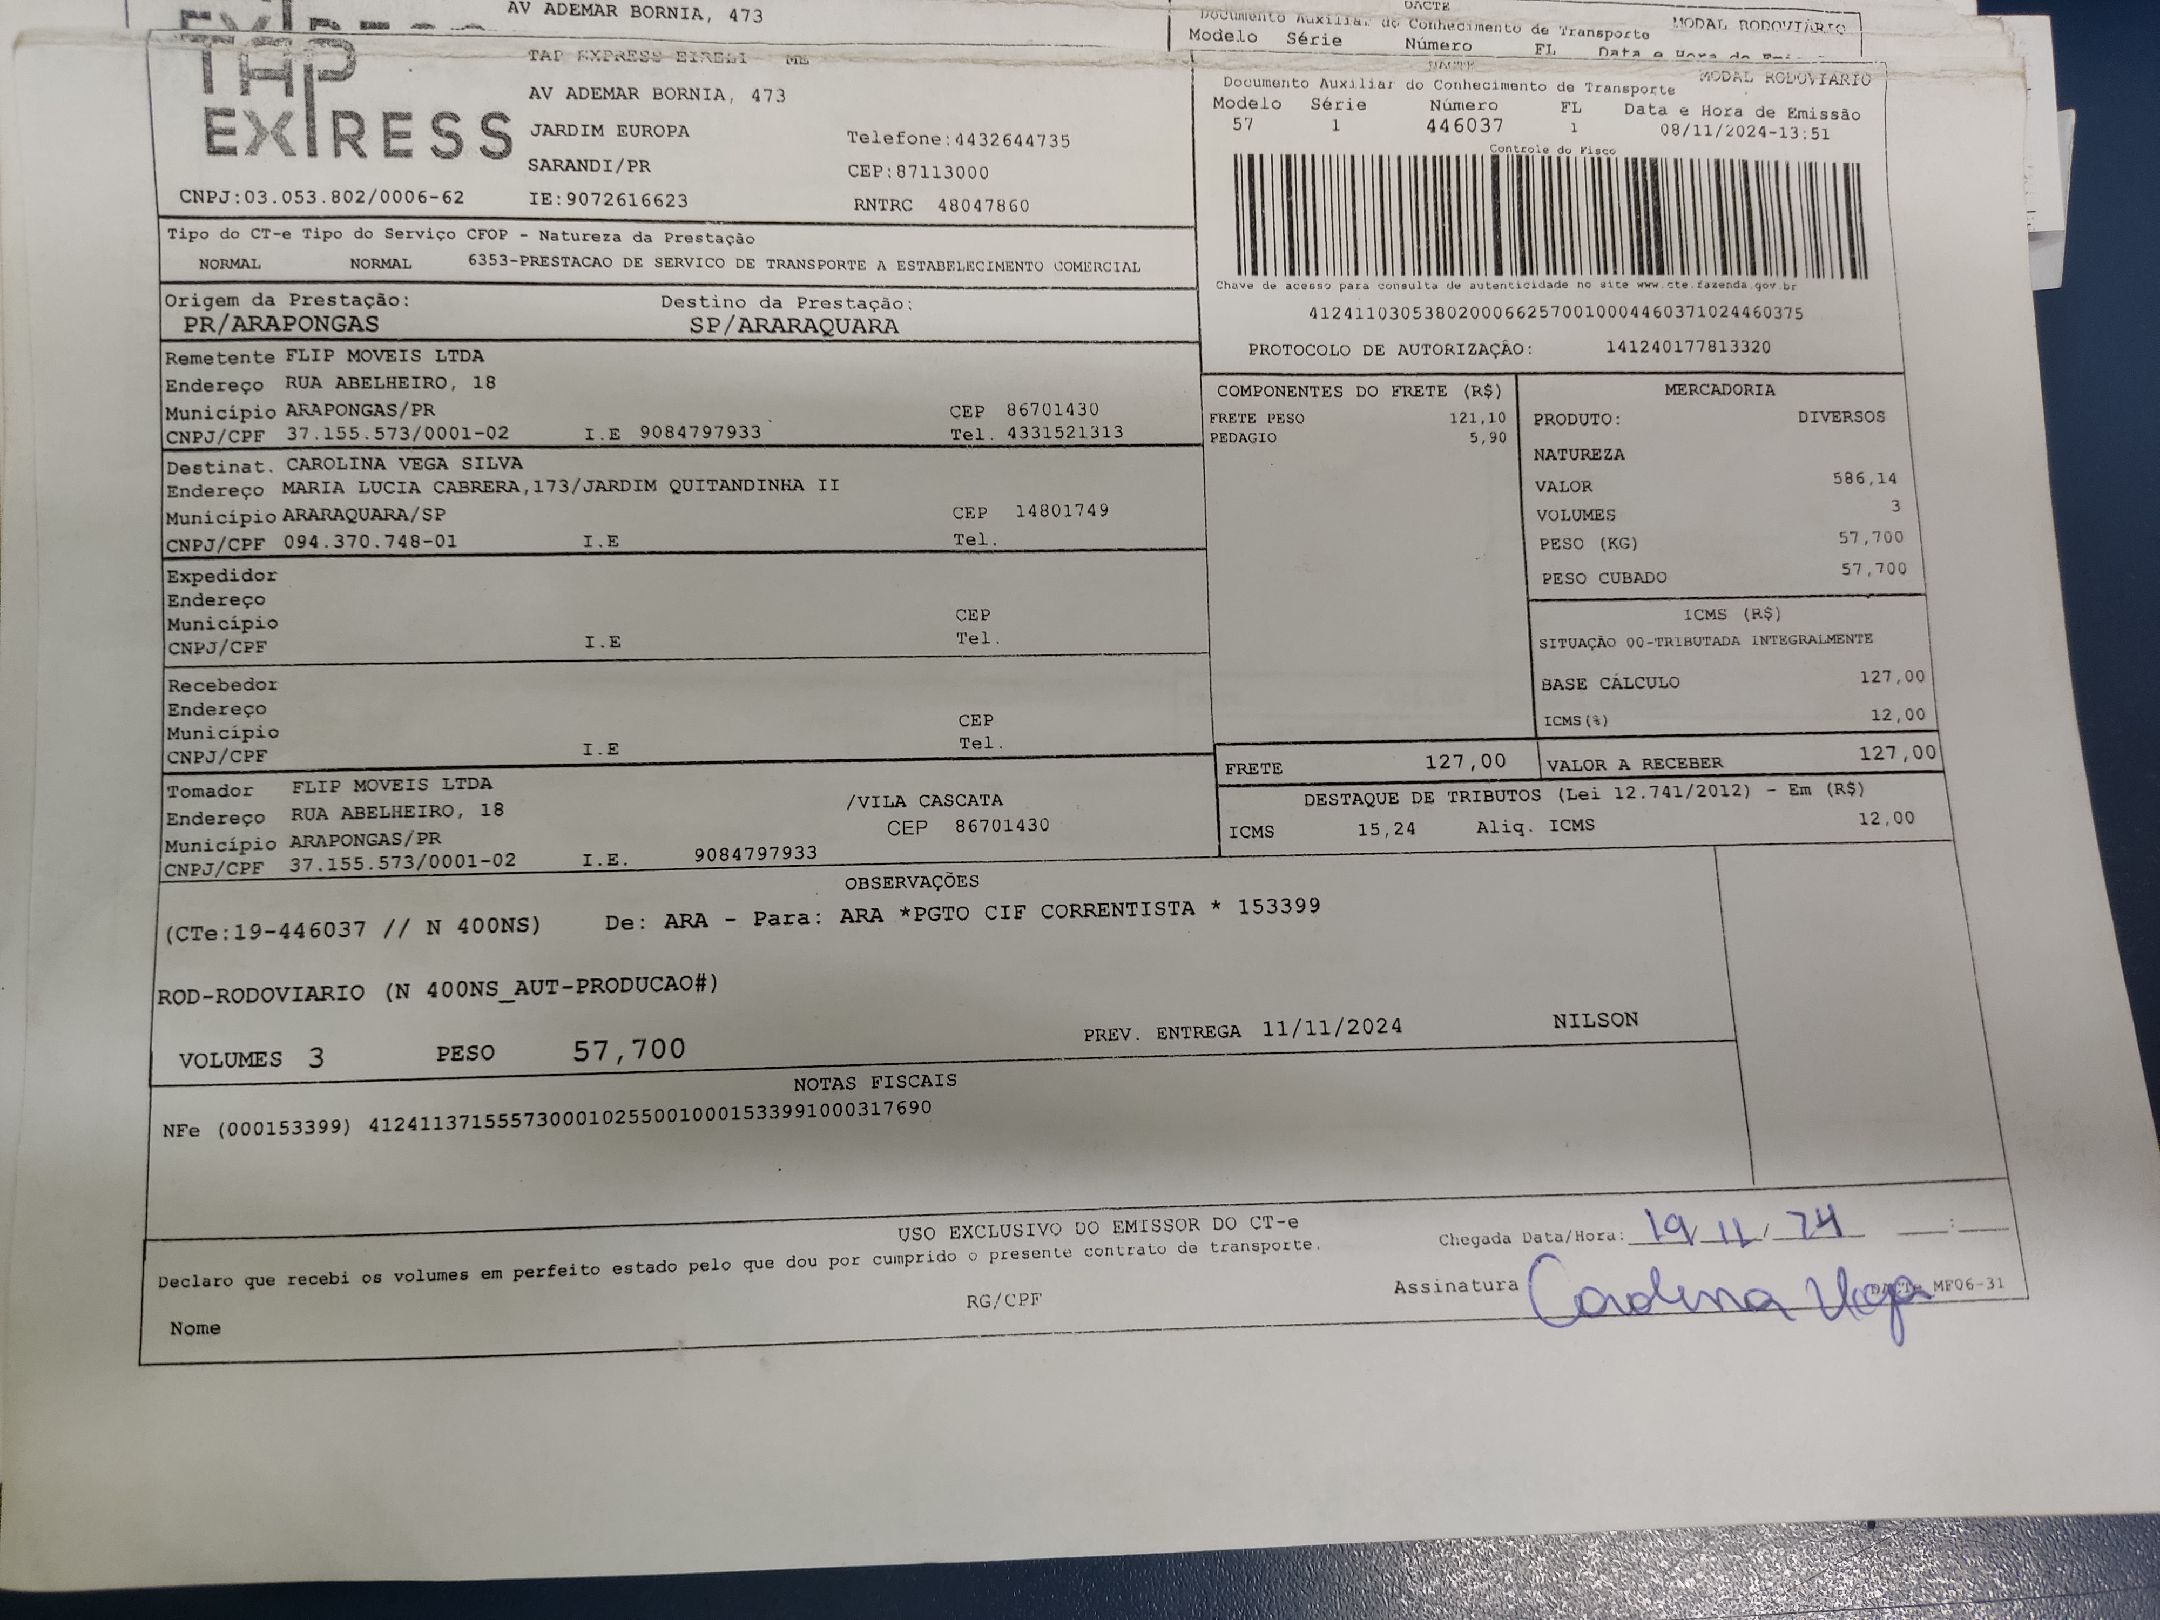 AV ADEMAR BORNIA, 473
DACTE
Documento Auxiliar do Conhecimento de Transporte
MODAL RODOVIÁRIO
Modelo Série Número FL Data e Hora de
TAP EXPRESS
TAP EXPRESS EIRELI ME
AV ADEMAR BORNIA, 473
JARDIM EUROPA
Telefone:4432644735
SARANDI/PR
CEP:87113000
CNPJ:03.053.802/0006-62
IE:9072616623
RNTRC 48047860
DACTE
MODAL RODOVIÁRIO
Documento Auxiliar do Conhecimento de Transporte
Modelo Série Número FL Data e Hora de Emissão
57 1 446037 1 08/11/2024-13:51
Controle do Fisco
Chave de acesso para consulta de autenticidade no site www.cte.fazenda.gov.br
41241103053802000662570010004460371024460375
PROTOCOLO DE AUTORIZAÇÃO: 141240177813320
Tipo do CT-e Tipo do Serviço CFOP - Natureza da Prestação
NORMAL NORMAL 6353-PRESTACAO DE SERVICO DE TRANSPORTE A ESTABELECIMENTO COMERCIAL
Origem da Prestação: Destino da Prestação:
PR/ARAPONGAS SP/ARARAQUARA
Remetente FLIP MOVEIS LTDA
Endereço RUA ABELHEIRO, 18
Município ARAPONGAS/PR CEP 86701430
CNPJ/CPF 37.155.573/0001-02 I.E 9084797933 Tel. 4331521313
Destinat. CAROLINA VEGA SILVA
Endereço MARIA LUCIA CABRERA,173/JARDIM QUITANDINHA II
Município ARARAQUARA/SP CEP 14801749
CNPJ/CPF 094.370.748-01 I.E Tel.
Expedidor
Endereço
Município CEP
CNPJ/CPF I.E Tel.
Recebedor
Endereço
Município CEP
CNPJ/CPF I.E Tel.
Tomador FLIP MOVEIS LTDA
Endereço RUA ABELHEIRO, 18 /VILA CASCATA
Município ARAPONGAS/PR CEP 86701430
CNPJ/CPF 37.155.573/0001-02 I.E. 9084797933
COMPONENTES DO FRETE (R$)
FRETE PESO 121,10
PEDAGIO 5,90
MERCADORIA
PRODUTO: DIVERSOS
NATUREZA
VALOR 586,14
VOLUMES 3
PESO (KG) 57,700
PESO CUBADO 57,700
ICMS (R$)
SITUAÇÃO 00-TRIBUTADA INTEGRALMENTE
BASE CÁLCULO 127,00
ICMS(%) 12,00
FRETE 127,00 VALOR A RECEBER 127,00
DESTAQUE DE TRIBUTOS (Lei 12.741/2012) - Em (R$)
ICMS 15,24 Aliq. ICMS 12,00
OBSERVAÇÕES
(CTe:19-446037 // N 400NS) De: ARA - Para: ARA *PGTO CIF CORRENTISTA * 153399
ROD-RODOVIARIO (N 400NS_AUT-PRODUCAO#)
VOLUMES 3 PESO 57,700 PREV. ENTREGA 11/11/2024 NILSON
NOTAS FISCAIS
NFe (000153399) 41241137155573000102550010001533991000317690
USO EXCLUSIVO DO EMISSOR DO CT-e
Declaro que recebi os volumes em perfeito estado pelo que dou por cumprido o presente contrato de transporte.
Chegada Data/Hora: 19/11/24 :
Nome RG/CPF Assinatura Carolina Vega
DACTe MF06-31